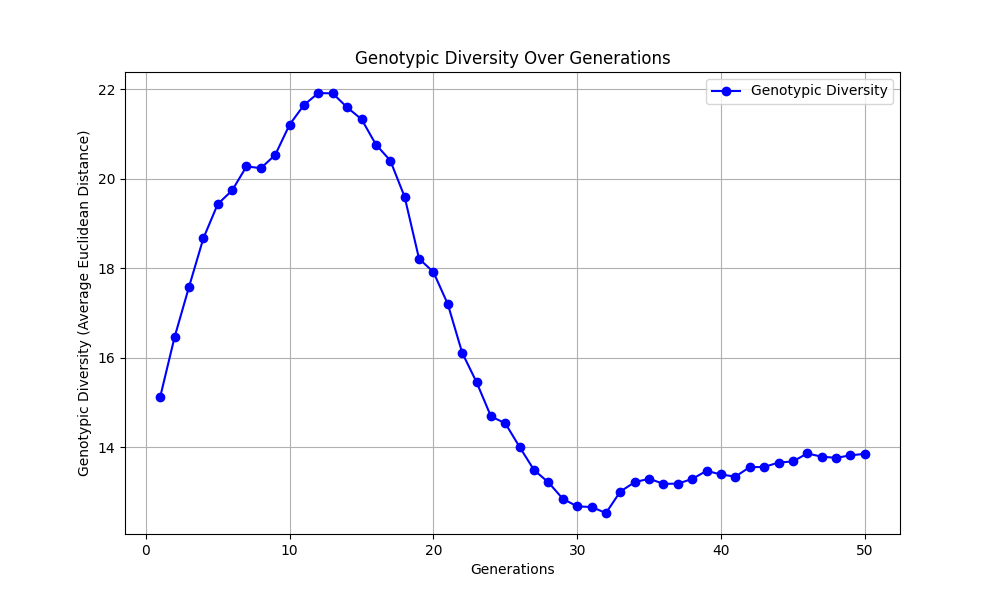 Genotypic Diversity Over Generations
Genotypic Diversity
Genotypic Diversity (Average Euclidean Distance)
22
20
18
16
14
0 10 20 30 40 50
Generations